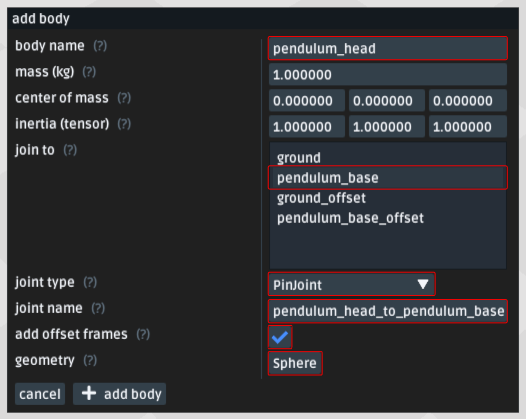 add body
body name (?) pendulum_head
mass (kg) (?) 1.000000
center of mass (?) 0.000000 0.000000 0.000000
inertia (tensor) (?) 1.000000 1.000000 1.000000
join to (?) ground
pendulum_base
ground_offset
pendulum_base_offset
joint type (?) PinJoint
joint name (?) pendulum_head_to_pendulum_base
add offset frames (?)
geometry (?) Sphere
cancel + add body